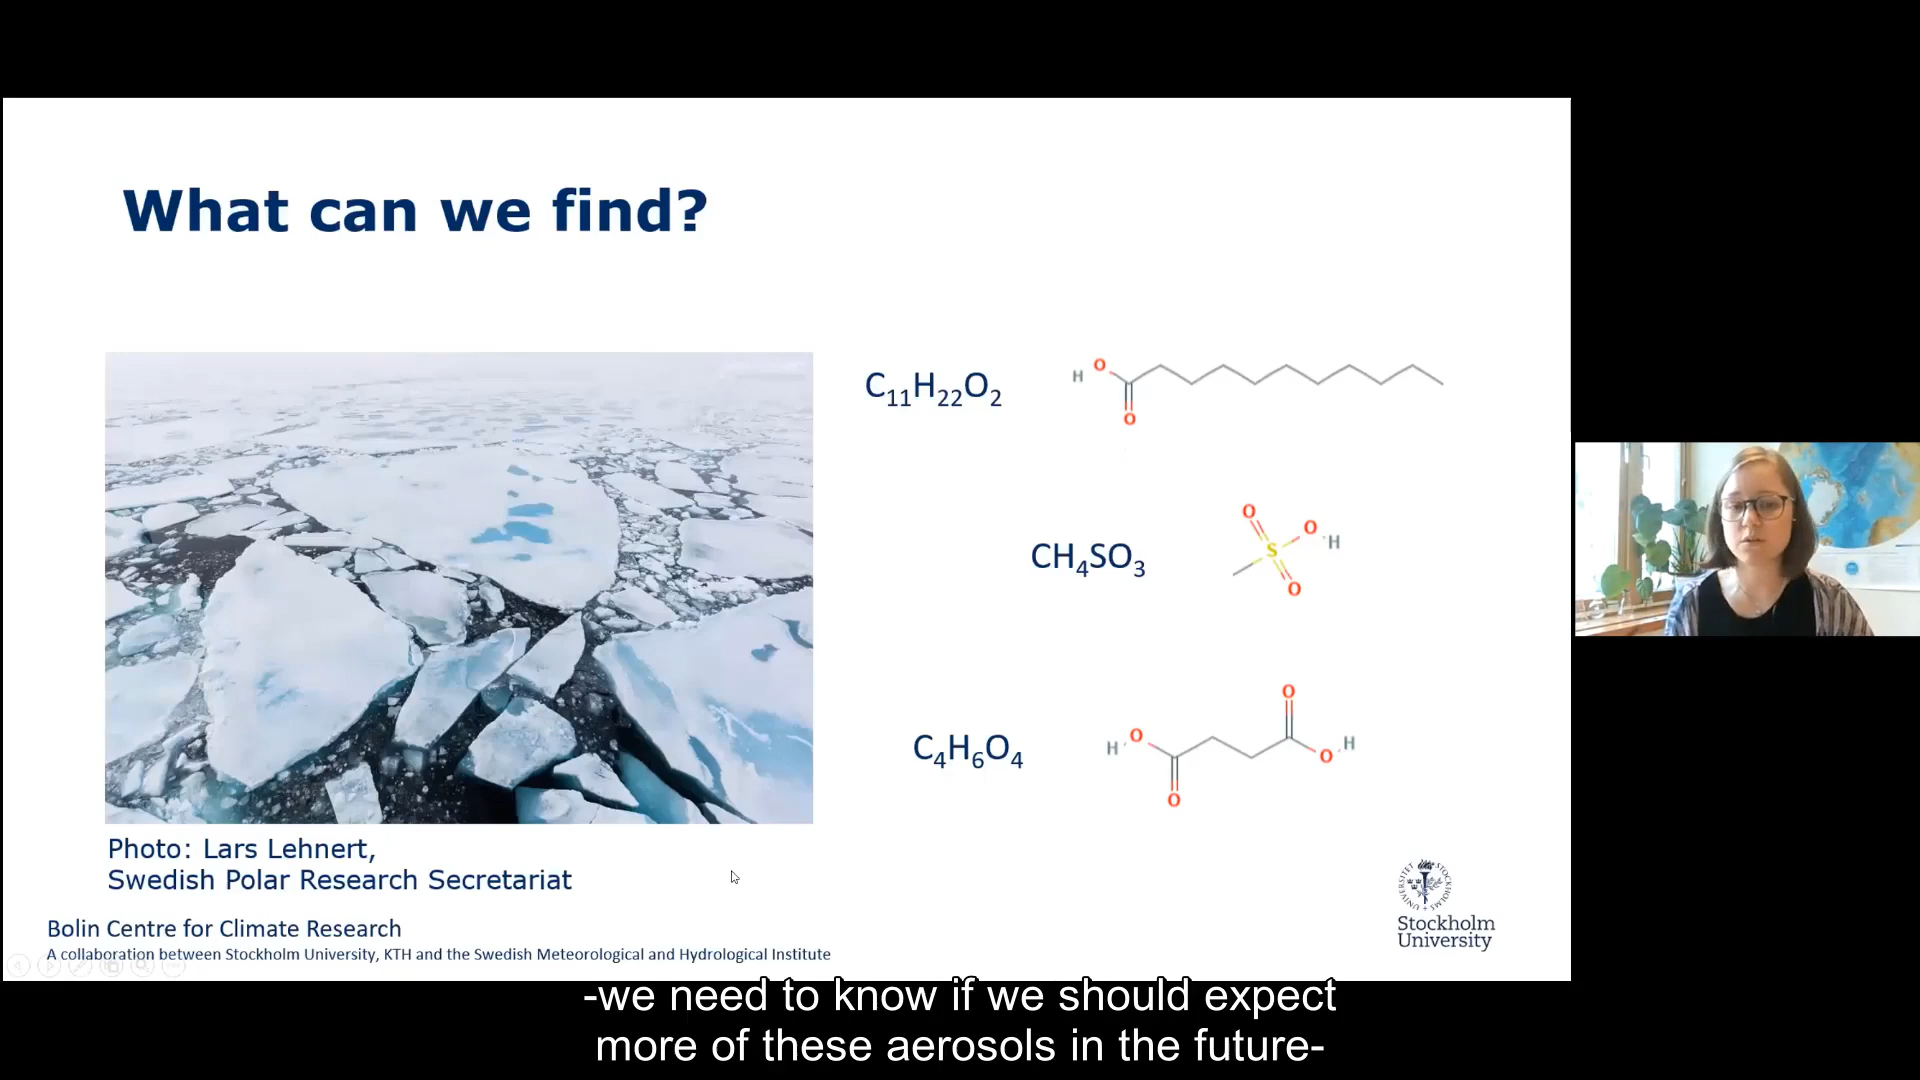 What can we find?
C₁₁H₂₂O₂
H O
O
CH₄SO₃
O
O
S H
O
C₄H₆O₄
O
H O
H
O
O
Photo: Lars Lehnert,
Swedish Polar Research Secretariat
Bolin Centre for Climate Research
A collaboration between Stockholm University, KTH and the Swedish Meteorological and Hydrological Institute
Stockholm
University
-we need to know if we should expect
more of these aerosols in the future-